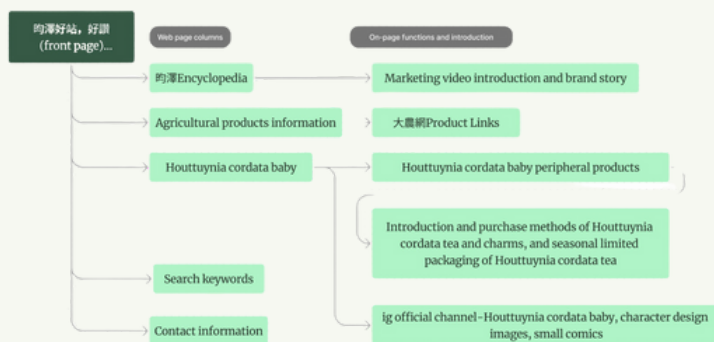 昀澤好站，好讚
(front page)...
Web page columns
On-page functions and introduction
昀澤Encyclopedia
Marketing video introduction and brand story
Agricultural products information
大農網Product Links
Houttuynia cordata baby
Houttuynia cordata baby peripheral products
Introduction and purchase methods of Houttuynia
cordata tea and charms, and seasonal limited
packaging of Houttuynia cordata tea
Search keywords
Contact information
ig official channel-Houttuynia cordata baby, character design
images, small comics